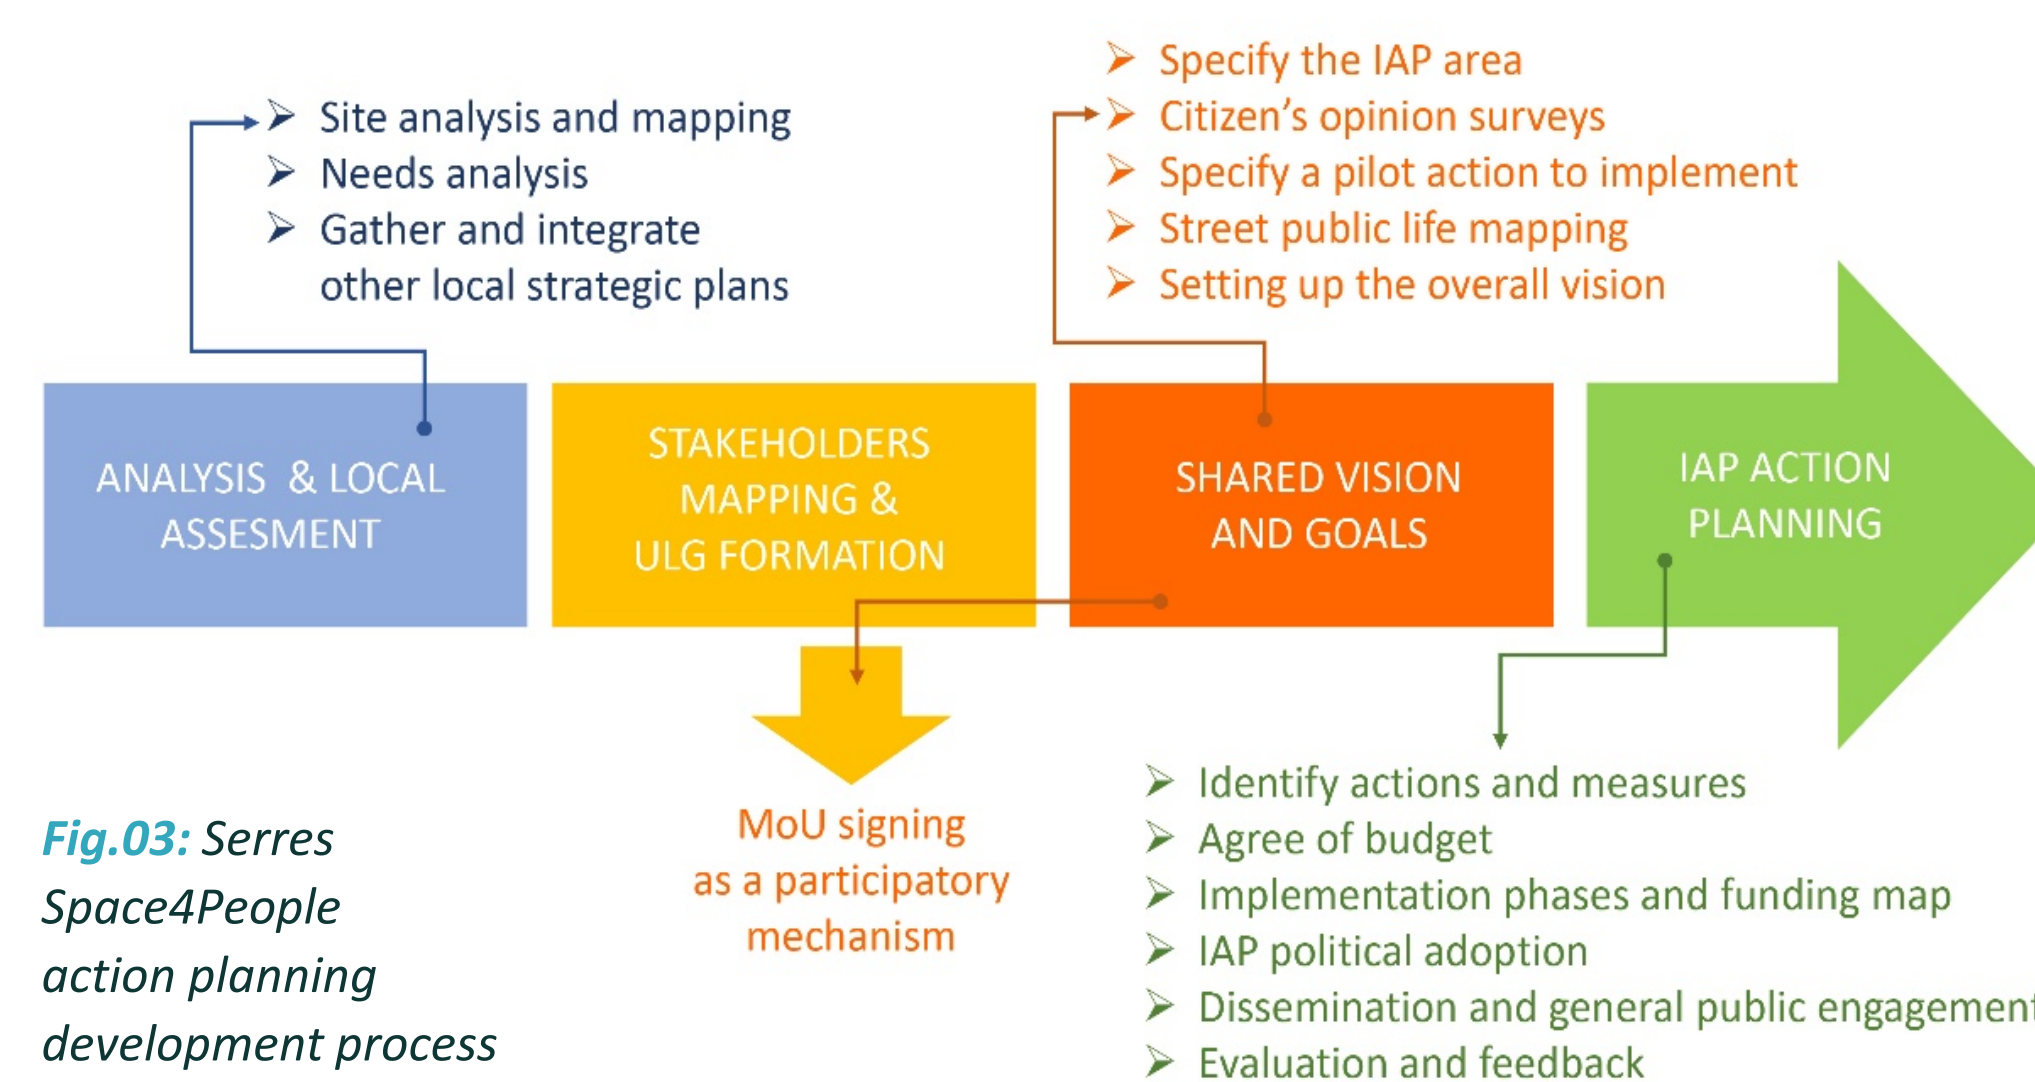 Site analysis and mapping
Needs analysis
Gather and integrate
other local strategic plans
Specify the IAP area
Citizen's opinion surveys
Specify a pilot action to implement
Street public life mapping
Setting up the overall vision
ANALYSIS & LOCAL
ASSESMENT
STAKEHOLDERS
MAPPING &
ULG FORMATION
SHARED VISION
AND GOALS
IAP ACTION
PLANNING
MoU signing
as a participatory
mechanism
Identify actions and measures
Agree of budget
Implementation phases and funding map
IAP political adoption
Dissemination and general public engagement
Evaluation and feedback
Fig.03: Serres
Space4People
action planning
development process